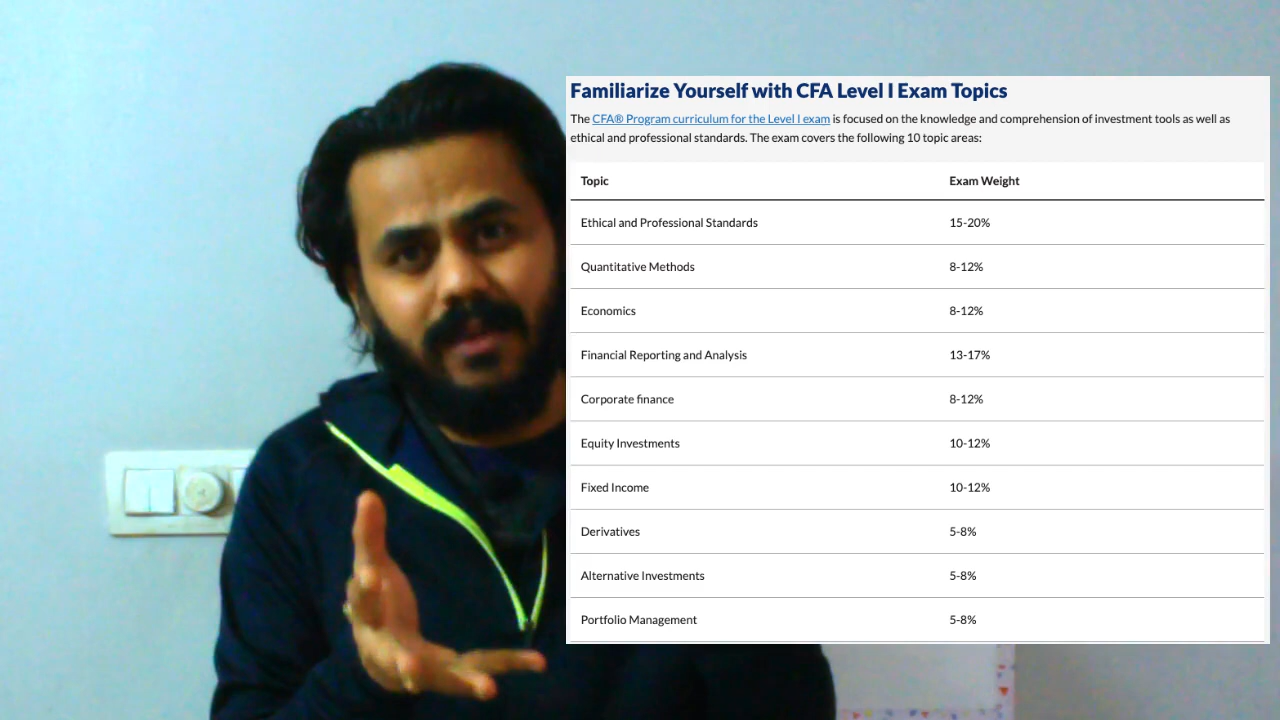 Familiarize Yourself with CFA Level I Exam Topics
The CFA® Program curriculum for the Level I exam is focused on the knowledge and comprehension of investment tools as well as
ethical and professional standards. The exam covers the following 10 topic areas:
Topic Exam Weight
Ethical and Professional Standards 15-20%
Quantitative Methods 8-12%
Economics 8-12%
Financial Reporting and Analysis 13-17%
Corporate finance 8-12%
Equity Investments 10-12%
Fixed Income 10-12%
Derivatives 5-8%
Alternative Investments 5-8%
Portfolio Management 5-8%